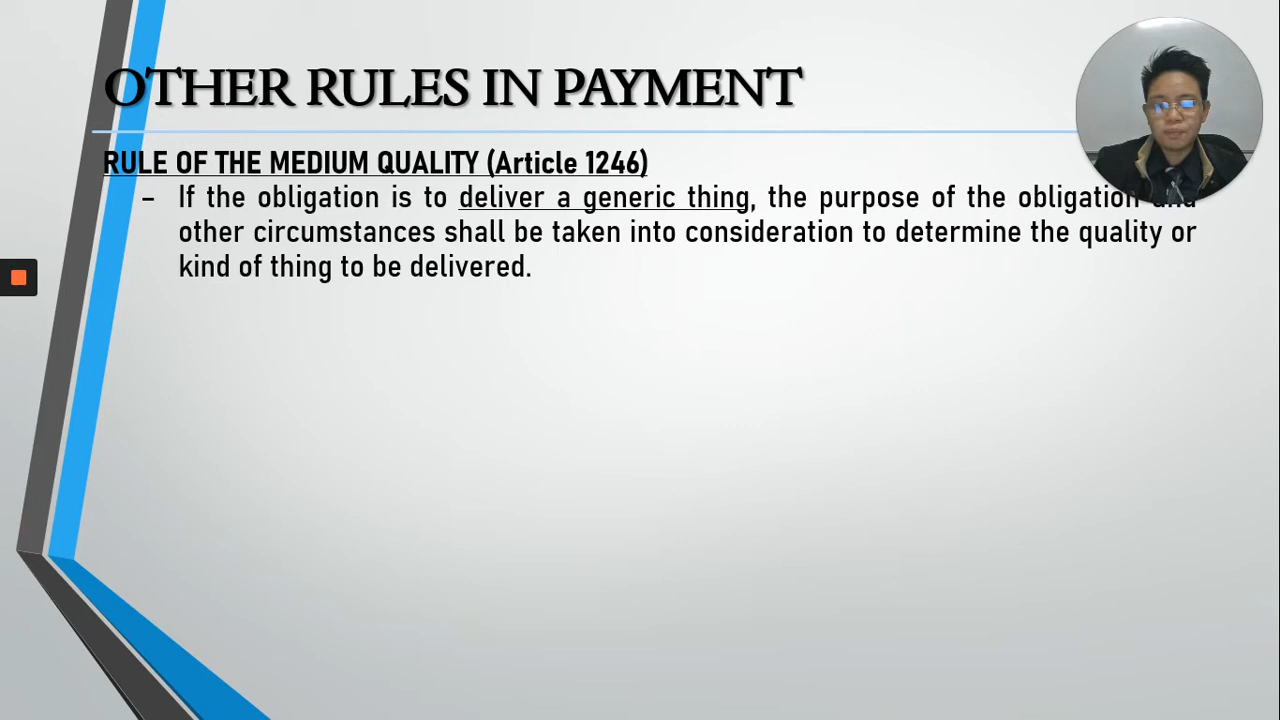 OTHER RULES IN PAYMENT
RULE OF THE MEDIUM QUALITY (Article 1246)
– If the obligation is to deliver a generic thing, the purpose of the obligation and
other circumstances shall be taken into consideration to determine the quality or
kind of thing to be delivered.